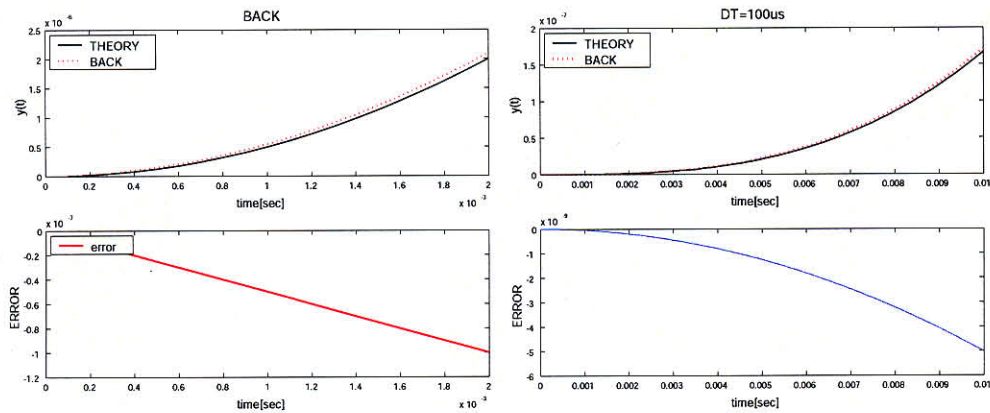 BACK
x 10⁻⁶
2.5
2
1.5
1
0.5
0
y(t)
THEORY
BACK
0 0.2 0.4 0.6 0.8 1 1.2 1.4 1.6 1.8 2
time[sec]
x 10⁻³
DT=100us
x 10⁻⁷
2
1.5
1
0.5
0
y(t)
THEORY
BACK
0 0.001 0.002 0.003 0.004 0.005 0.006 0.007 0.008 0.009 0.01
time[sec]
0
-0.2
-0.4
-0.6
-0.8
-1
-1.2
ERROR
error
0 0.2 0.4 0.6 0.8 1 1.2 1.4 1.6 1.8 2
time[sec]
x 10⁻³
x 10⁻⁹
0
-1
-2
-3
-4
-5
-6
ERROR
0 0.001 0.002 0.003 0.004 0.005 0.006 0.007 0.008 0.009 0.01
time[sec]